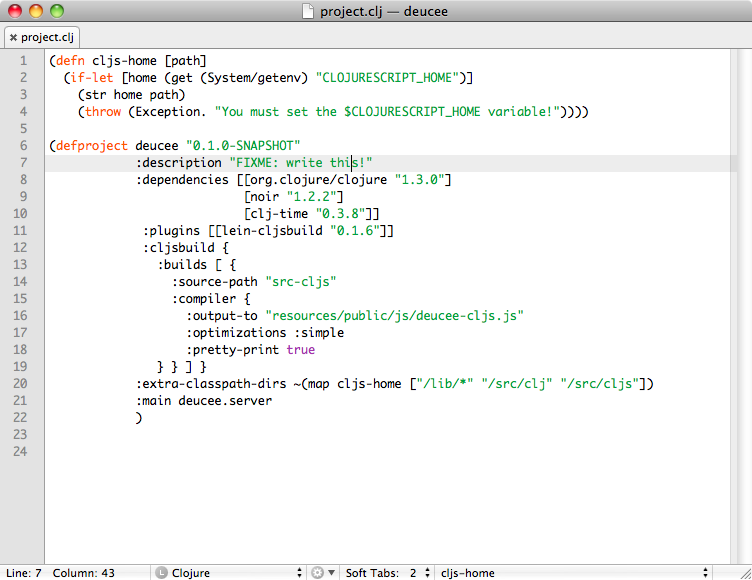 project.clj — deucee
project.clj
1 (defn cljs-home [path]
2   (if-let [home (get (System/getenv) "CLOJURESCRIPT_HOME")]
3     (str home path)
4     (throw (Exception. "You must set the $CLOJURESCRIPT_HOME variable!"))))
5
6 (defproject deucee "0.1.0-SNAPSHOT"
7             :description "FIXME: write this!"
8             :dependencies [[org.clojure/clojure "1.3.0"]
9                            [noir "1.2.2"]
10                            [clj-time "0.3.8"]]
11              :plugins [[lein-cljsbuild "0.1.6"]]
12              :cljsbuild {
13                :builds [ {
14                  :source-path "src-cljs"
15                  :compiler {
16                    :output-to "resources/public/js/deucee-cljs.js"
17                    :optimizations :simple
18                    :pretty-print true
19                } } ] }
20             :extra-classpath-dirs ~(map cljs-home ["/lib/*" "/src/clj" "/src/cljs"])
21             :main deucee.server
22             )
23
24
Line: 7 Column: 43 L Clojure Soft Tabs: 2 cljs-home